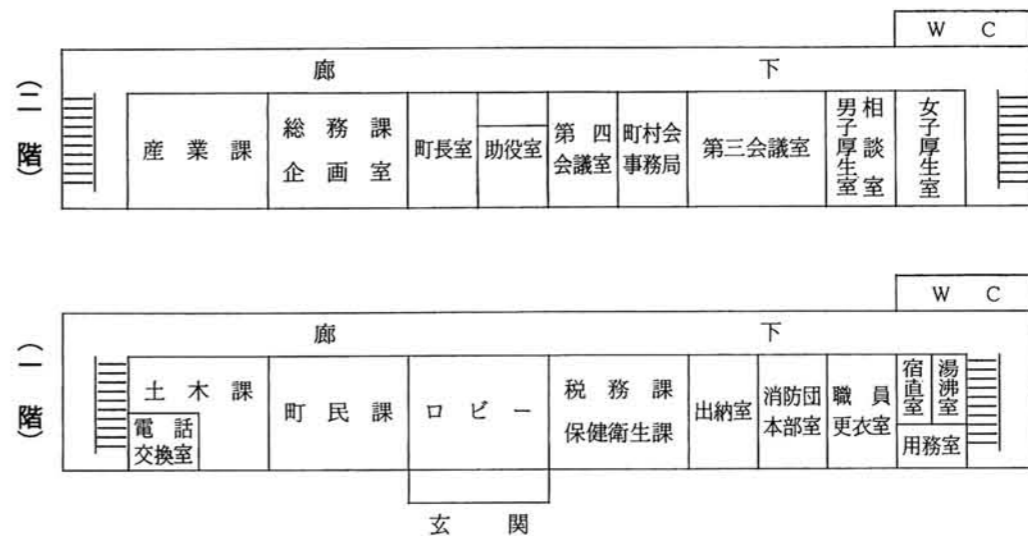 W C
(二階)
廊 下
産業課
総務課
企画室
町長室
助役室
第四
会議室
町村会
事務局
第三会議室
相談室
男子厚生室
女子厚生室
W C
(一階)
廊 下
土木課
電話
交換室
町民課
ロビー
税務課
保健衛生課
出納室
消防団
本部室
職員
更衣室
宿直室
湯沸室
用務室
玄関